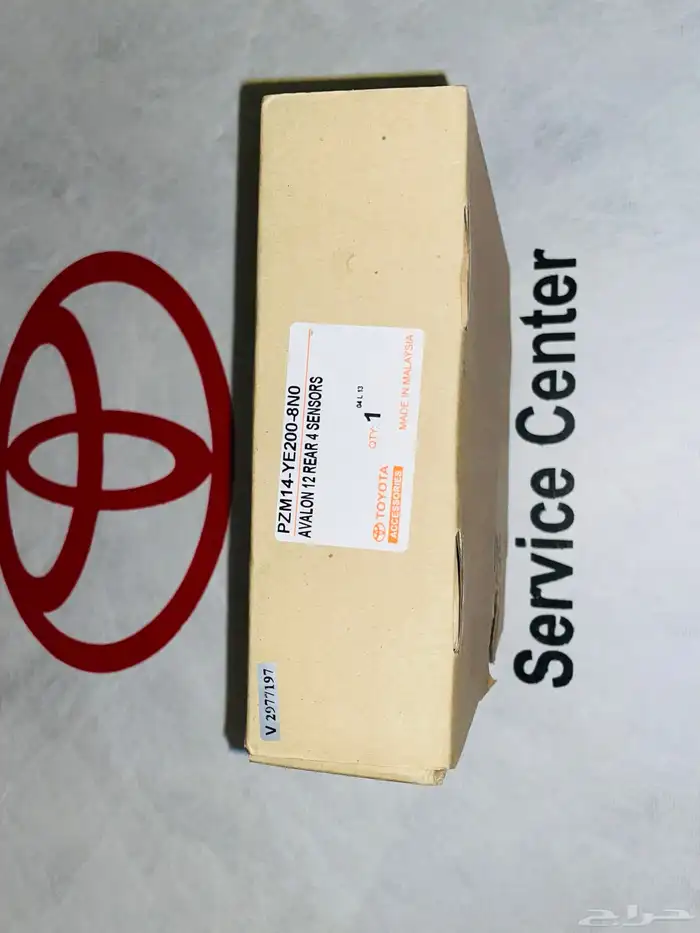 PZM14-YE200-8N0
AVALON 12 REAR 4 SENSORS
QTY: 1
04 L 13
TOYOTA
ACCESSORIES
MADE IN MALAYSIA
V 2977197
Service Center
حراج